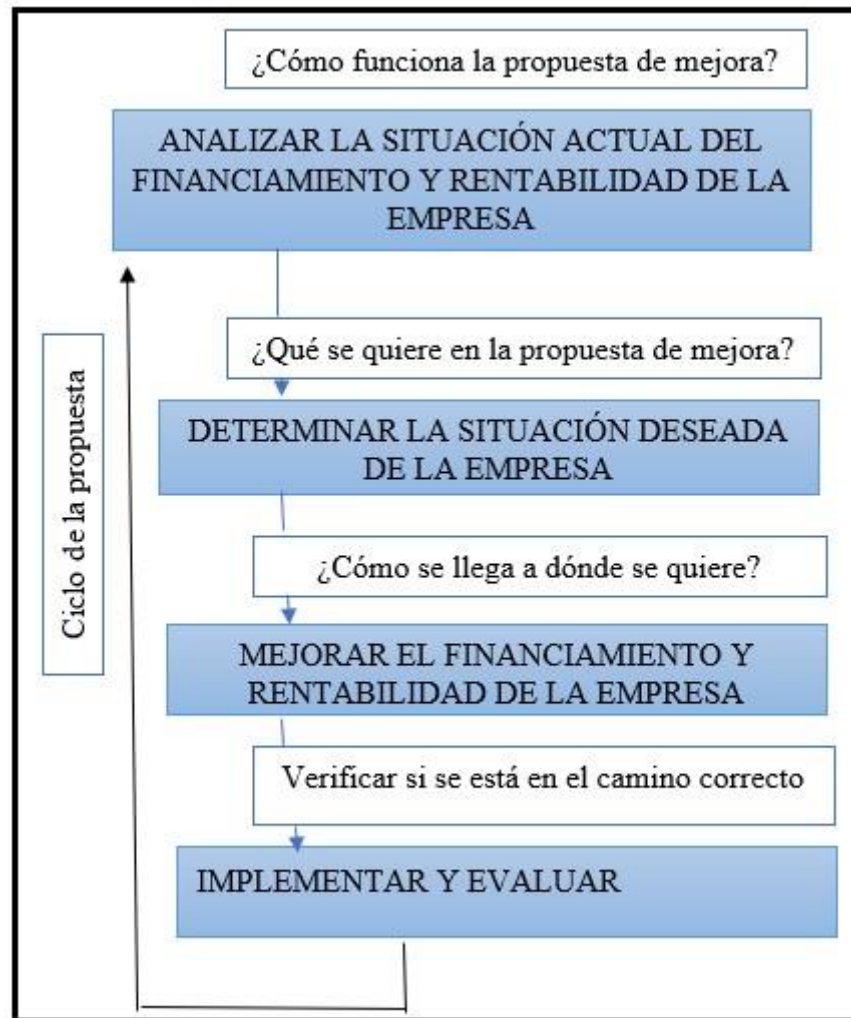 ¿Cómo funciona la propuesta de mejora?
ANALIZAR LA SITUACIÓN ACTUAL DEL
FINANCIAMIENTO Y RENTABILIDAD DE LA
EMPRESA
¿Qué se quiere en la propuesta de mejora?
DETERMINAR LA SITUACIÓN DESEADA
DE LA EMPRESA
¿Cómo se llega a dónde se quiere?
MEJORAR EL FINANCIAMIENTO Y
RENTABILIDAD DE LA EMPRESA
Verificar si se está en el camino correcto
IMPLEMENTAR Y EVALUAR
Ciclo de la propuesta